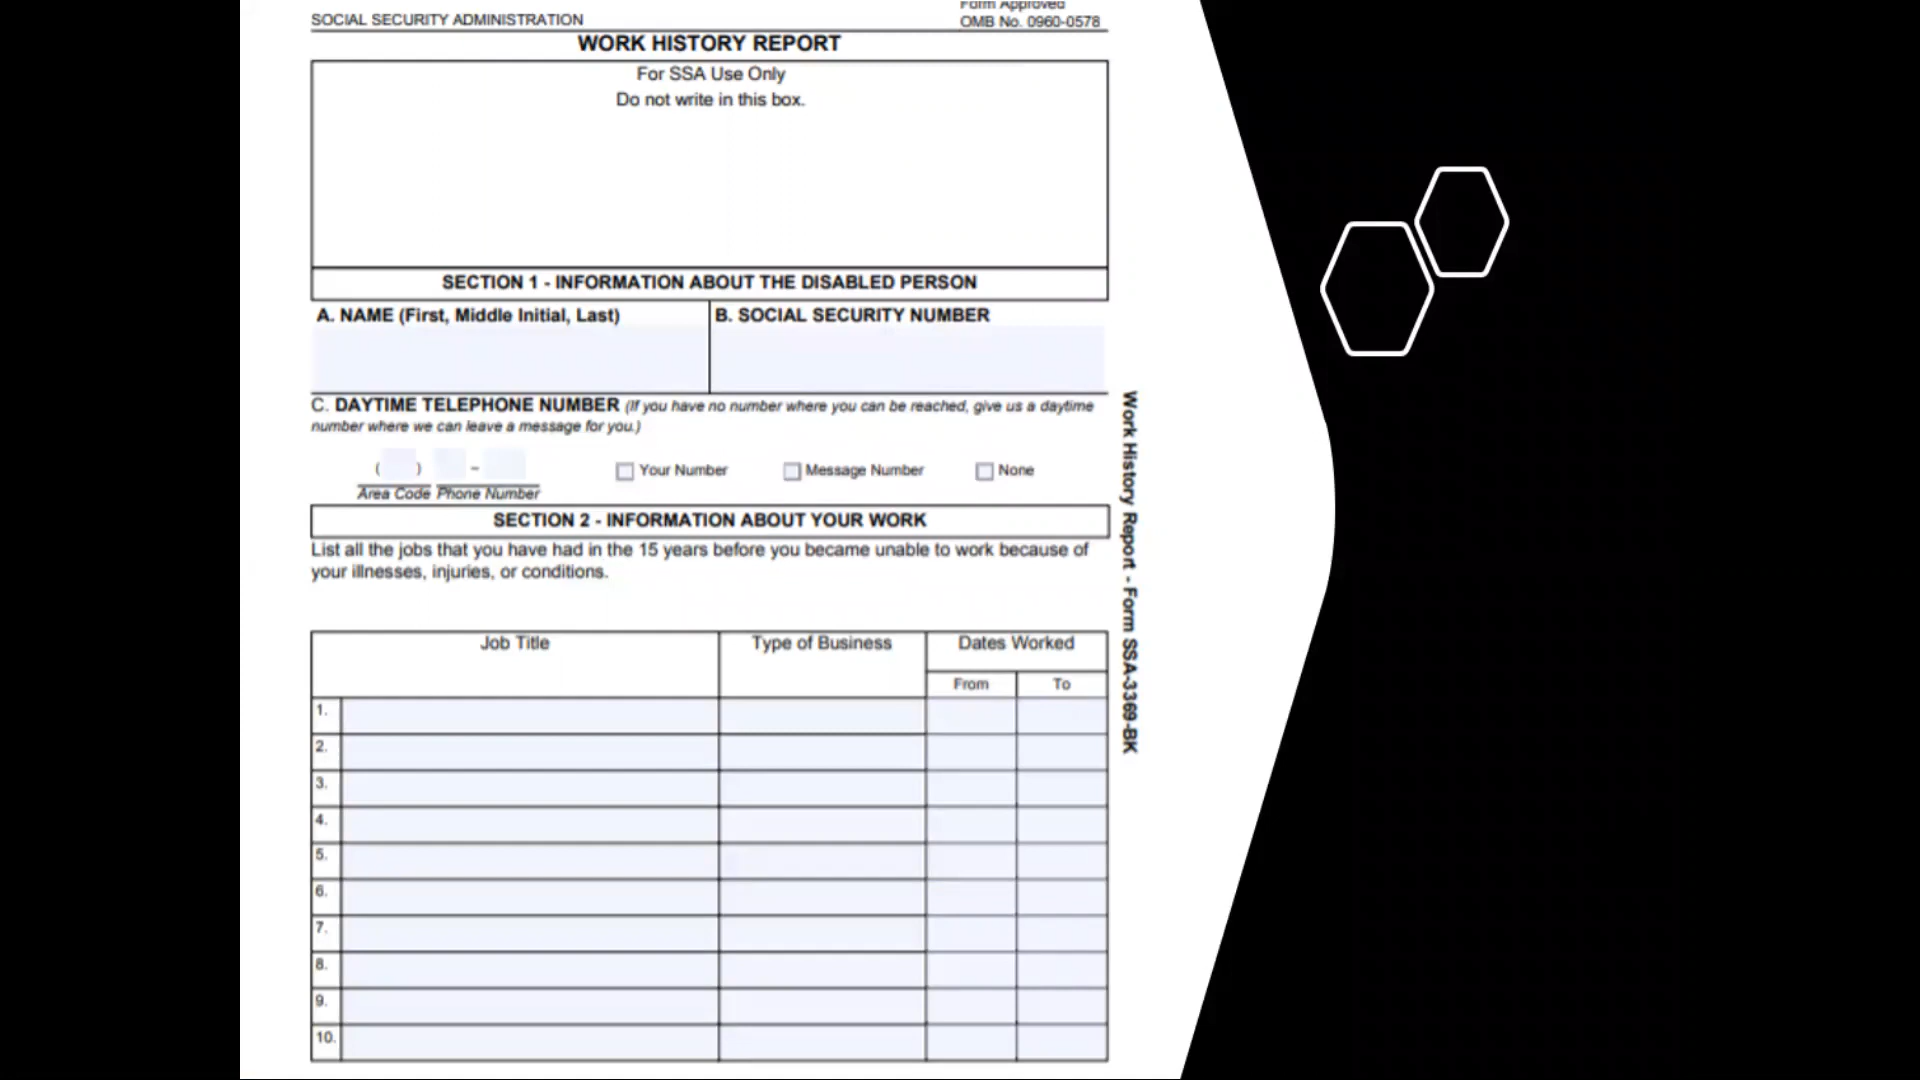 Form Approved
SOCIAL SECURITY ADMINISTRATION
OMB No. 0960-0578
WORK HISTORY REPORT
For SSA Use Only
Do not write in this box.
SECTION 1 - INFORMATION ABOUT THE DISABLED PERSON
A. NAME (First, Middle Initial, Last)
B. SOCIAL SECURITY NUMBER
C. DAYTIME TELEPHONE NUMBER (If you have no number where you can be reached, give us a daytime
number where we can leave a message for you.)
( ) –
Your Number
Message Number
None
Area Code Phone Number
SECTION 2 - INFORMATION ABOUT YOUR WORK
List all the jobs that you have had in the 15 years before you became unable to work because of
your illnesses, injuries, or conditions.
Job Title
Type of Business
Dates Worked
From
To
1.
2.
3.
4.
5.
6.
7.
8.
9.
10.
Work History Report - Form SSA-3369-BK